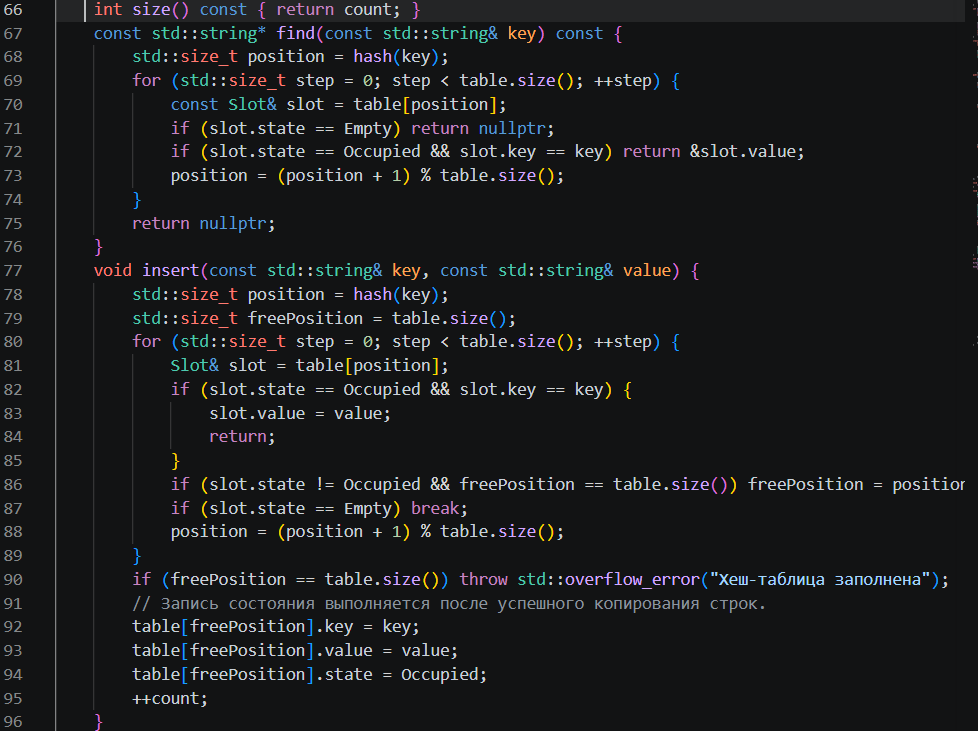 66 int size() const { return count; }
67 const std::string* find(const std::string& key) const {
68 std::size_t position = hash(key);
69 for (std::size_t step = 0; step < table.size(); ++step) {
70 const Slot& slot = table[position];
71 if (slot.state == Empty) return nullptr;
72 if (slot.state == Occupied && slot.key == key) return &slot.value;
73 position = (position + 1) % table.size();
74 }
75 return nullptr;
76 }
77 void insert(const std::string& key, const std::string& value) {
78 std::size_t position = hash(key);
79 std::size_t freePosition = table.size();
80 for (std::size_t step = 0; step < table.size(); ++step) {
81 Slot& slot = table[position];
82 if (slot.state == Occupied && slot.key == key) {
83 slot.value = value;
84 return;
85 }
86 if (slot.state != Occupied && freePosition == table.size()) freePosition = position
87 if (slot.state == Empty) break;
88 position = (position + 1) % table.size();
89 }
90 if (freePosition == table.size()) throw std::overflow_error("Хеш-таблица заполнена");
91 // Запись состояния выполняется после успешного копирования строк.
92 table[freePosition].key = key;
93 table[freePosition].value = value;
94 table[freePosition].state = Occupied;
95 ++count;
96 }